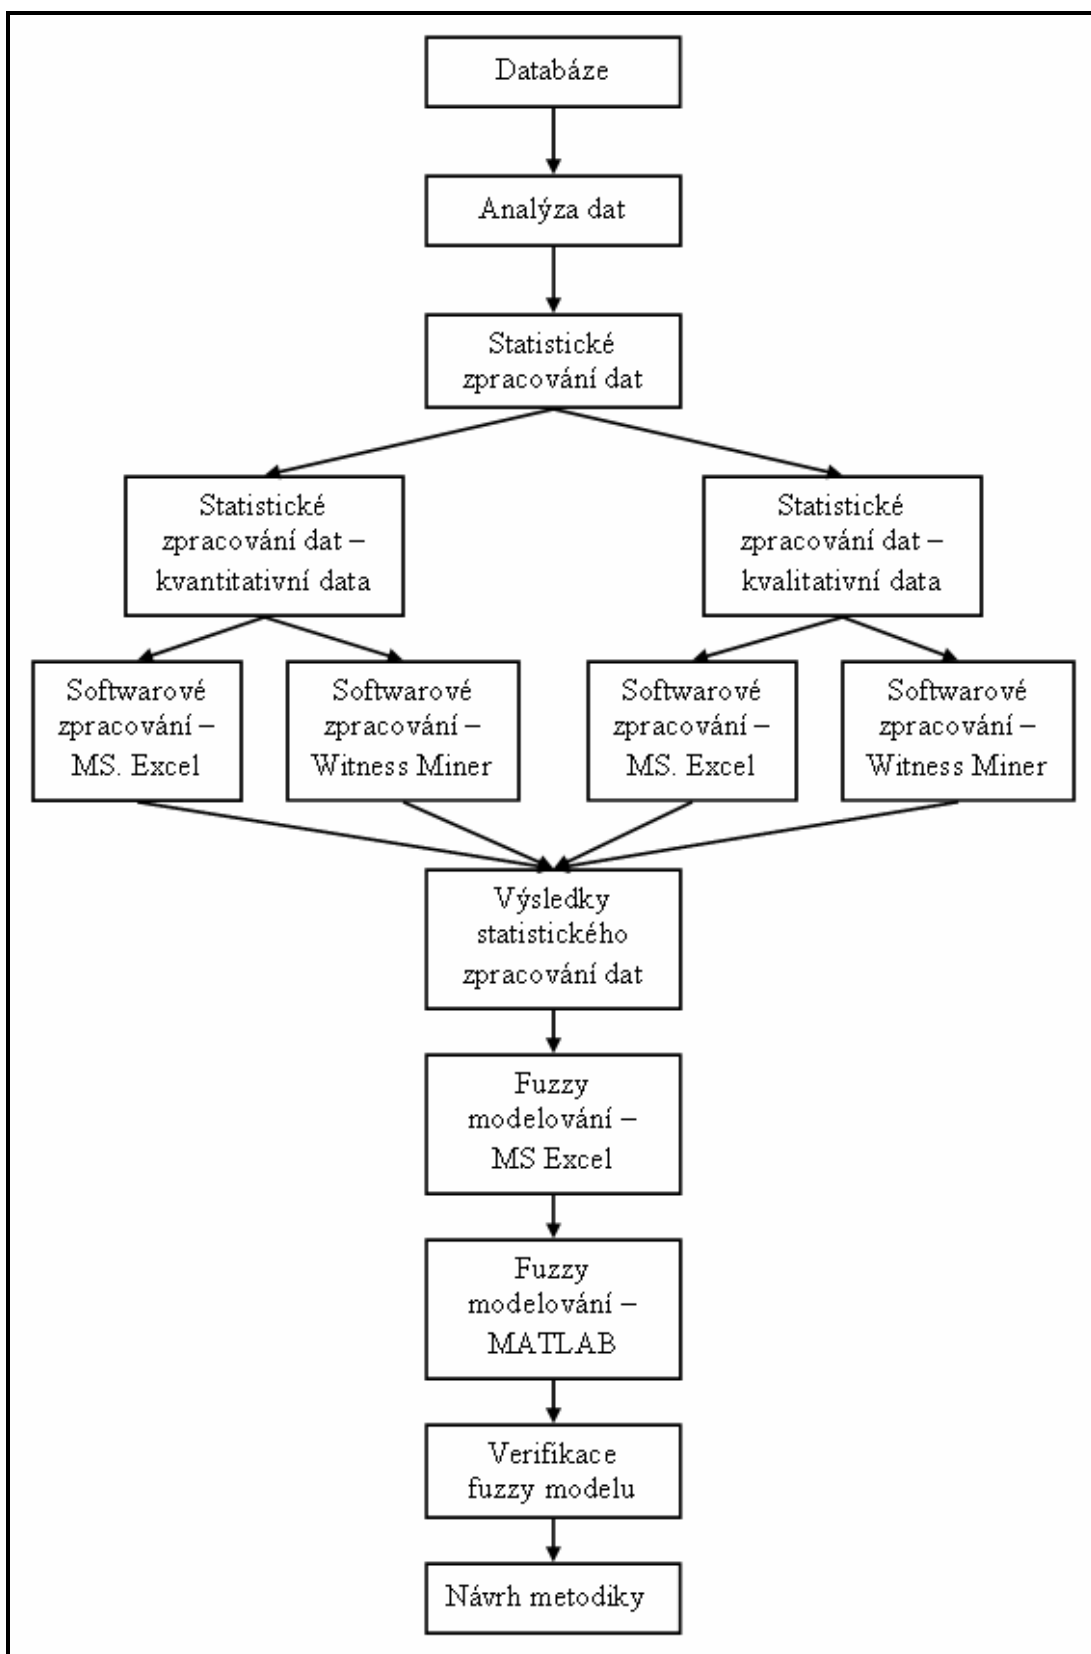 Databáze
Analýza dat
Statistické
zpracování dat
Statistické
zpracování dat –
kvantitativní data
Statistické
zpracování dat –
kvalitativní data
Softwarové
zpracování –
MS. Excel
Softwarové
zpracování –
Witness Miner
Softwarové
zpracování –
MS. Excel
Softwarové
zpracování –
Witness Miner
Výsledky
statistického
zpracování dat
Fuzzy
modelování –
MS Excel
Fuzzy
modelování –
MATLAB
Verifikace
fuzzy modelu
Návrh metodiky